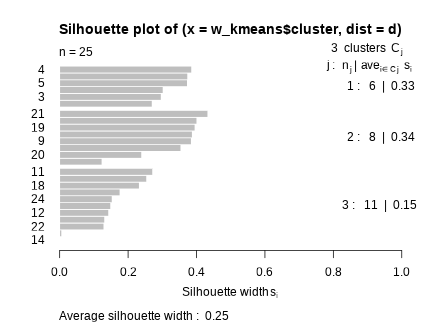 Silhouette plot of (x = w_kmeans$cluster, dist = d)
n = 25
3 clusters Cj
j : nj | avei∈Cj si
4
5
3
1 : 6 | 0.33
21
19
9
20
2 : 8 | 0.34
11
18
24
12
22
14
3 : 11 | 0.15
0.0 0.2 0.4 0.6 0.8 1.0
Silhouette width si
Average silhouette width : 0.25